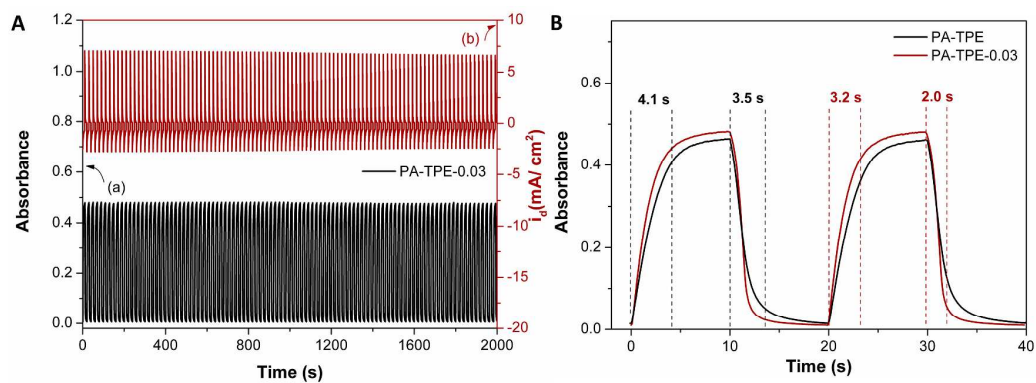 A
Absorbance
1.2
1.0
0.8
0.6
0.4
0.2
0.0
(b)
(a)
PA-TPE-0.03
10
5
0
-5
-10
-15
-20
i_d(mA/ cm²)
0
400
800
1200
1600
2000
Time (s)
B
Absorbance
0.6
0.4
0.2
0.0
PA-TPE
PA-TPE-0.03
4.1 s
3.5 s
3.2 s
2.0 s
0
10
20
30
40
Time (s)